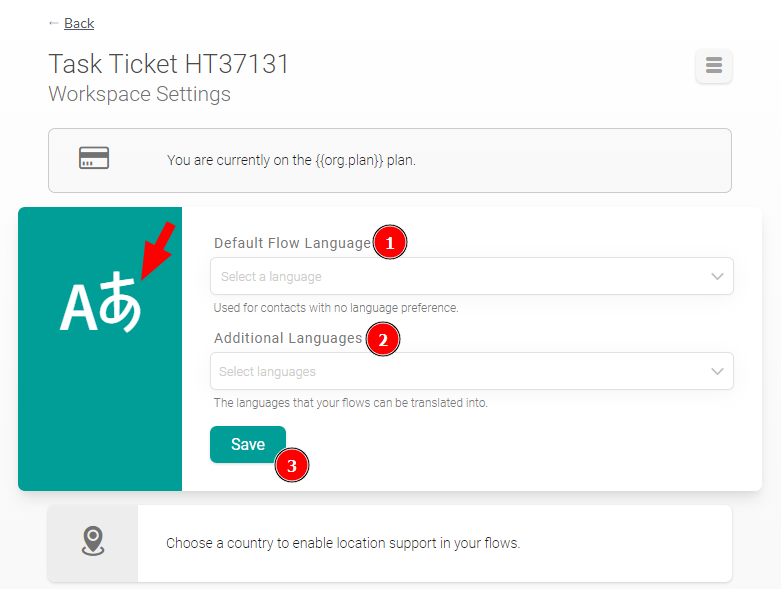 ← Back
Task Ticket HT37131
Workspace Settings
You are currently on the {{org.plan}} plan.
Default Flow Language 1
Select a language
Used for contacts with no language preference.
Aあ
Additional Languages 2
Select languages
The languages that your flows can be translated into.
Save
3
Choose a country to enable location support in your flows.